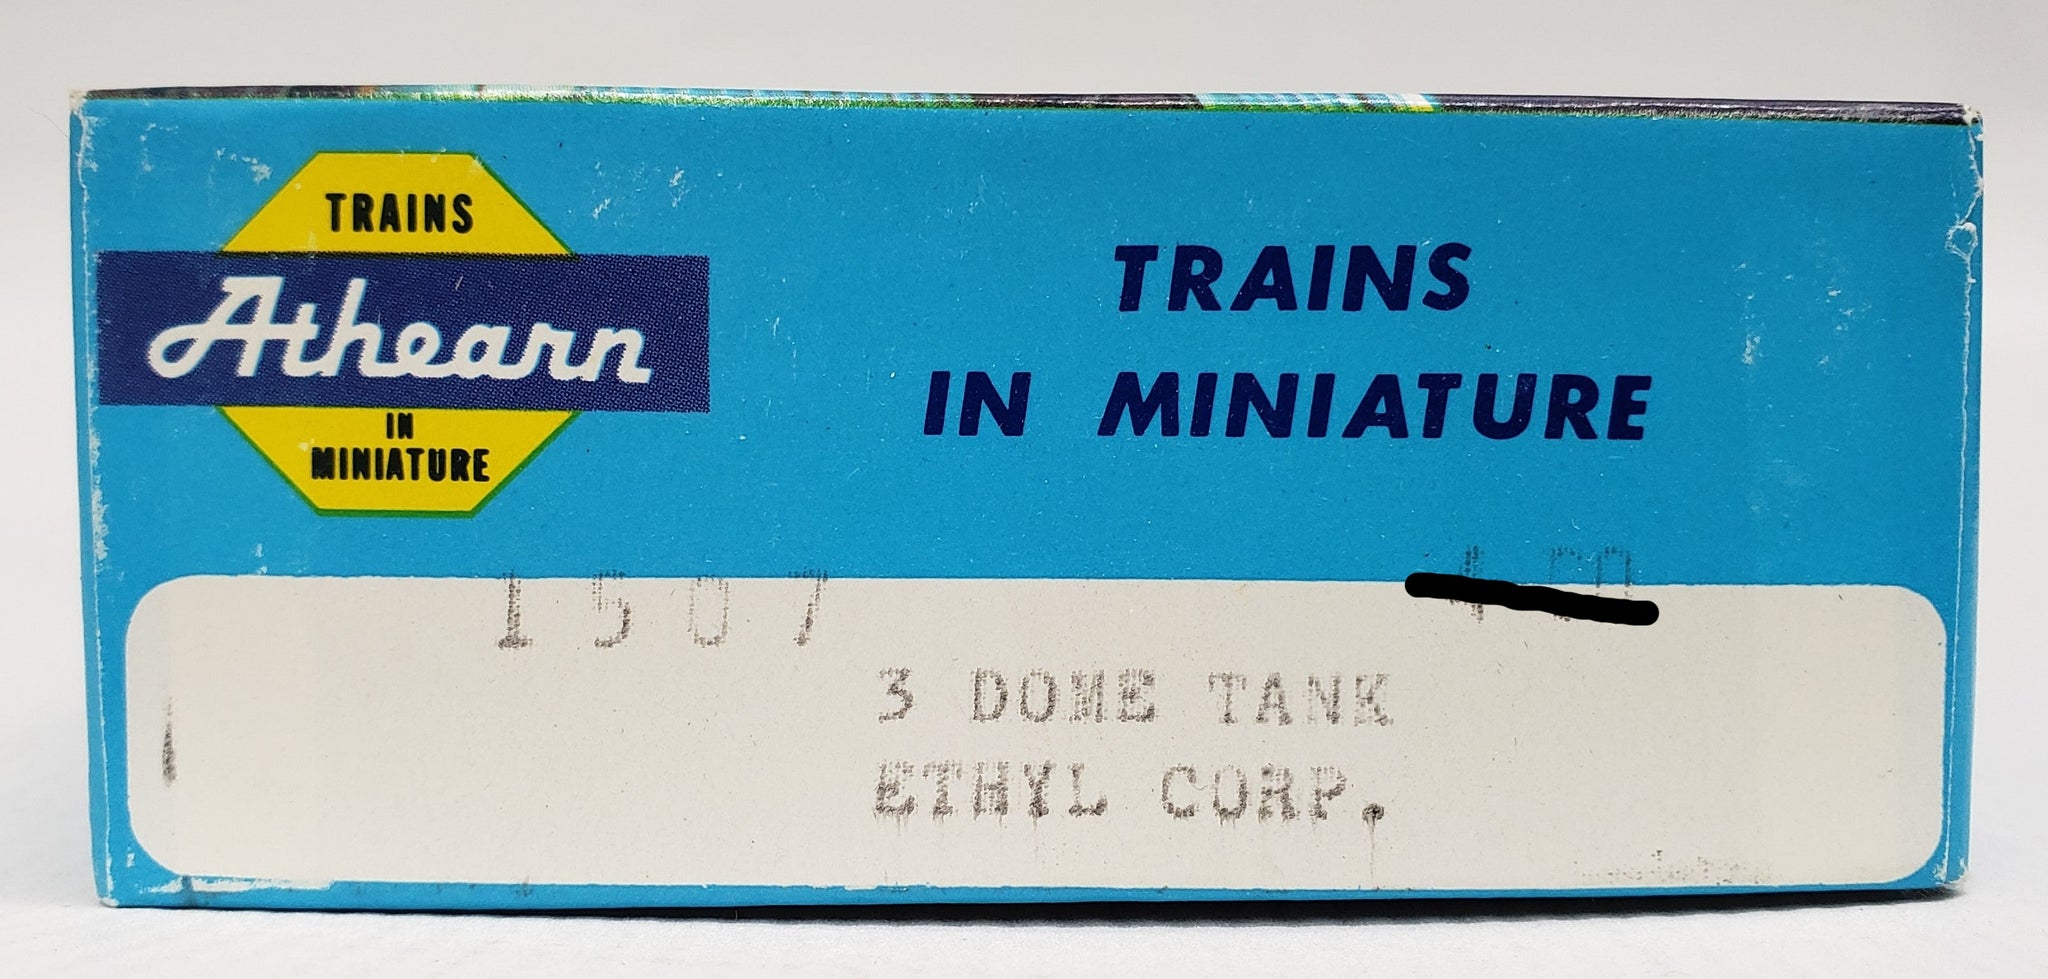 TRAINS
Athearn
IN
MINIATURE
TRAINS
IN MINIATURE
1507
3 DOME TANK
ETHYL CORP.